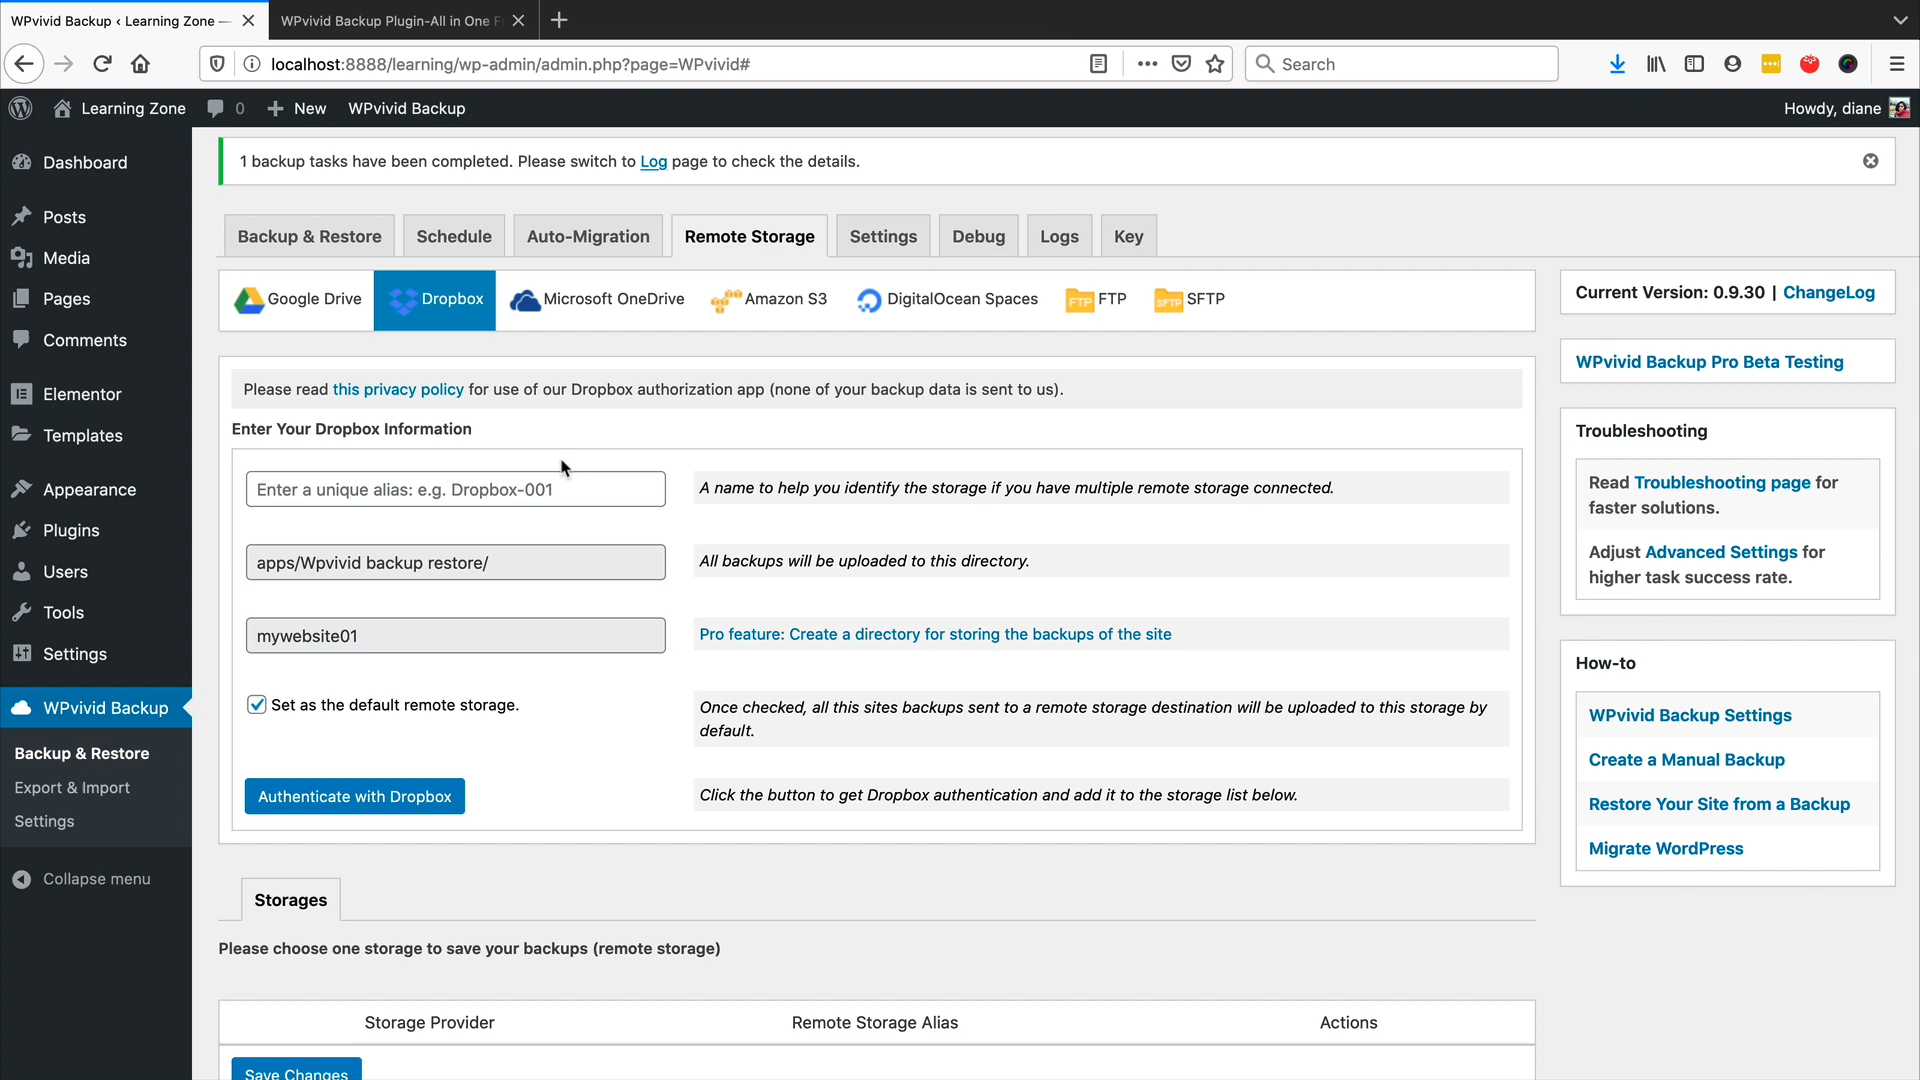 WPvivid Backup ‹ Learning Zone —
WPvivid Backup Plugin-All in One F
localhost:8888/learning/wp-admin/admin.php?page=WPvivid#
Search
Learning Zone
0
New
WPvivid Backup
Howdy, diane
Dashboard
Posts
Media
Pages
Comments
Elementor
Templates
Appearance
Plugins
Users
Tools
Settings
WPvivid Backup
Backup & Restore
Export & Import
Settings
Collapse menu
1 backup tasks have been completed. Please switch to Log page to check the details.
Backup & Restore
Schedule
Auto-Migration
Remote Storage
Settings
Debug
Logs
Key
Google Drive
Dropbox
Microsoft OneDrive
Amazon S3
DigitalOcean Spaces
FTP FTP
SFTP SFTP
Please read this privacy policy for use of our Dropbox authorization app (none of your backup data is sent to us).
Enter Your Dropbox Information
Enter a unique alias: e.g. Dropbox-001
A name to help you identify the storage if you have multiple remote storage connected.
apps/Wpvivid backup restore/
All backups will be uploaded to this directory.
mywebsite01
Pro feature: Create a directory for storing the backups of the site
Set as the default remote storage.
Once checked, all this sites backups sent to a remote storage destination will be uploaded to this storage by
default.
Authenticate with Dropbox
Click the button to get Dropbox authentication and add it to the storage list below.
Storages
Please choose one storage to save your backups (remote storage)
Storage Provider
Remote Storage Alias
Actions
Save Changes
Current Version: 0.9.30 | ChangeLog
WPvivid Backup Pro Beta Testing
Troubleshooting
Read Troubleshooting page for
faster solutions.
Adjust Advanced Settings for
higher task success rate.
How-to
WPvivid Backup Settings
Create a Manual Backup
Restore Your Site from a Backup
Migrate WordPress